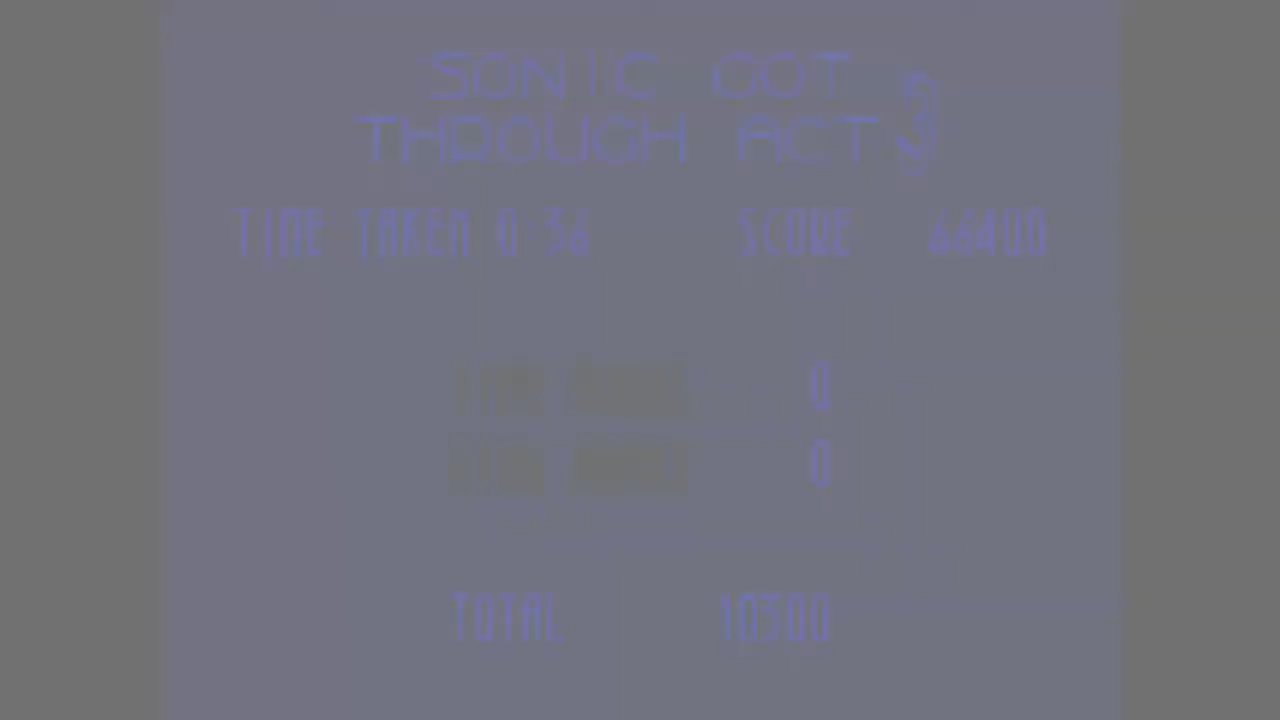 SONIC GOT
THROUGH ACT 3
TIME TAKEN 0 36 SCORE 66400
0
0
TOTAL 10300